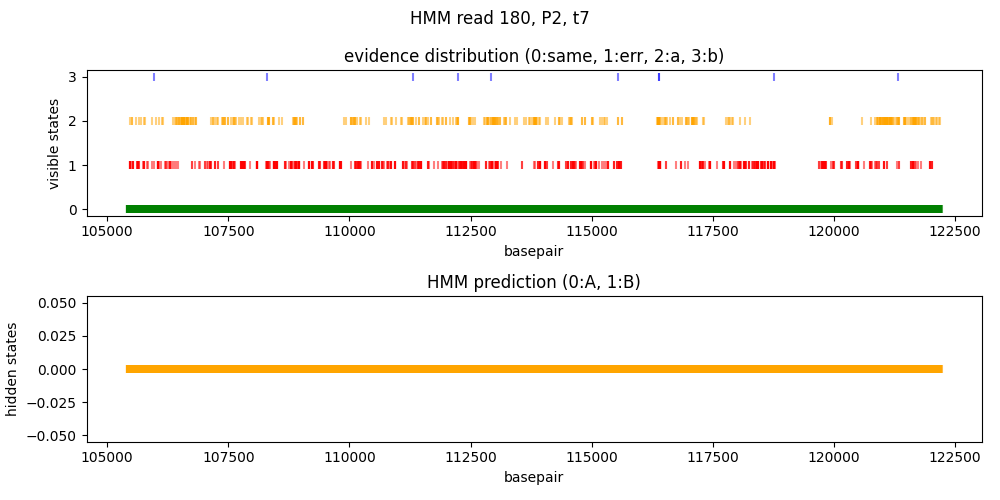 HMM read 180, P2, t7
evidence distribution (0:same, 1:err, 2:a, 3:b)
visible states
3
2
1
0
105000 107500 110000 112500 115000 117500 120000 122500
basepair
HMM prediction (0:A, 1:B)
hidden states
0.050
0.025
0.000
−0.025
−0.050
105000 107500 110000 112500 115000 117500 120000 122500
basepair